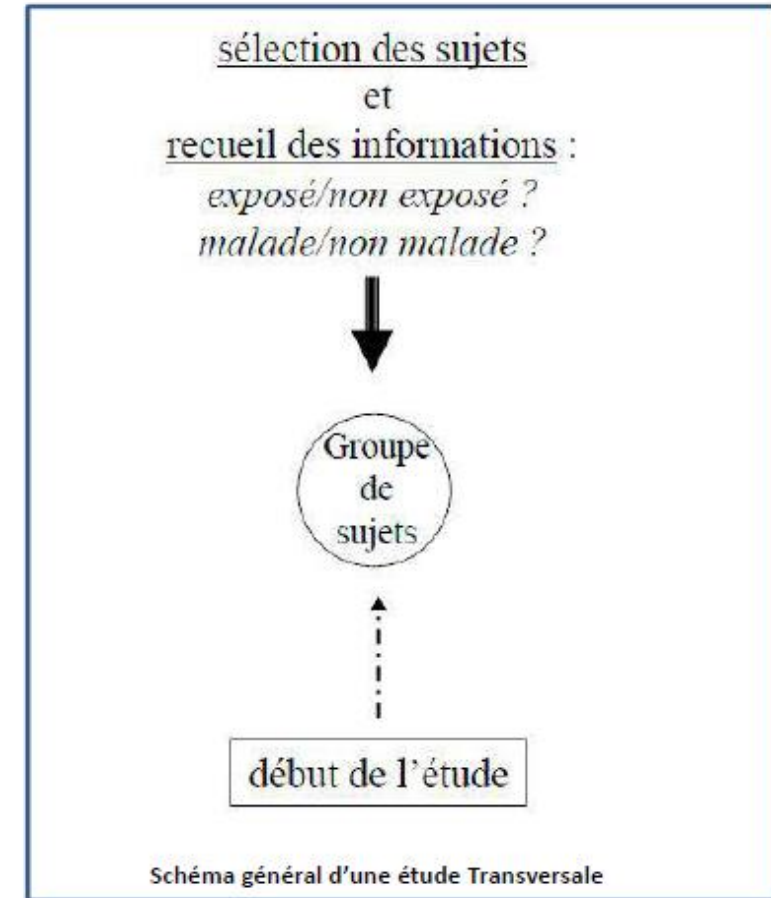 sélection des sujets
et
recueil des informations :
exposé/non exposé ?
malade/non malade ?
Groupe
de
sujets
début de l'étude
Schéma général d'une étude Transversale